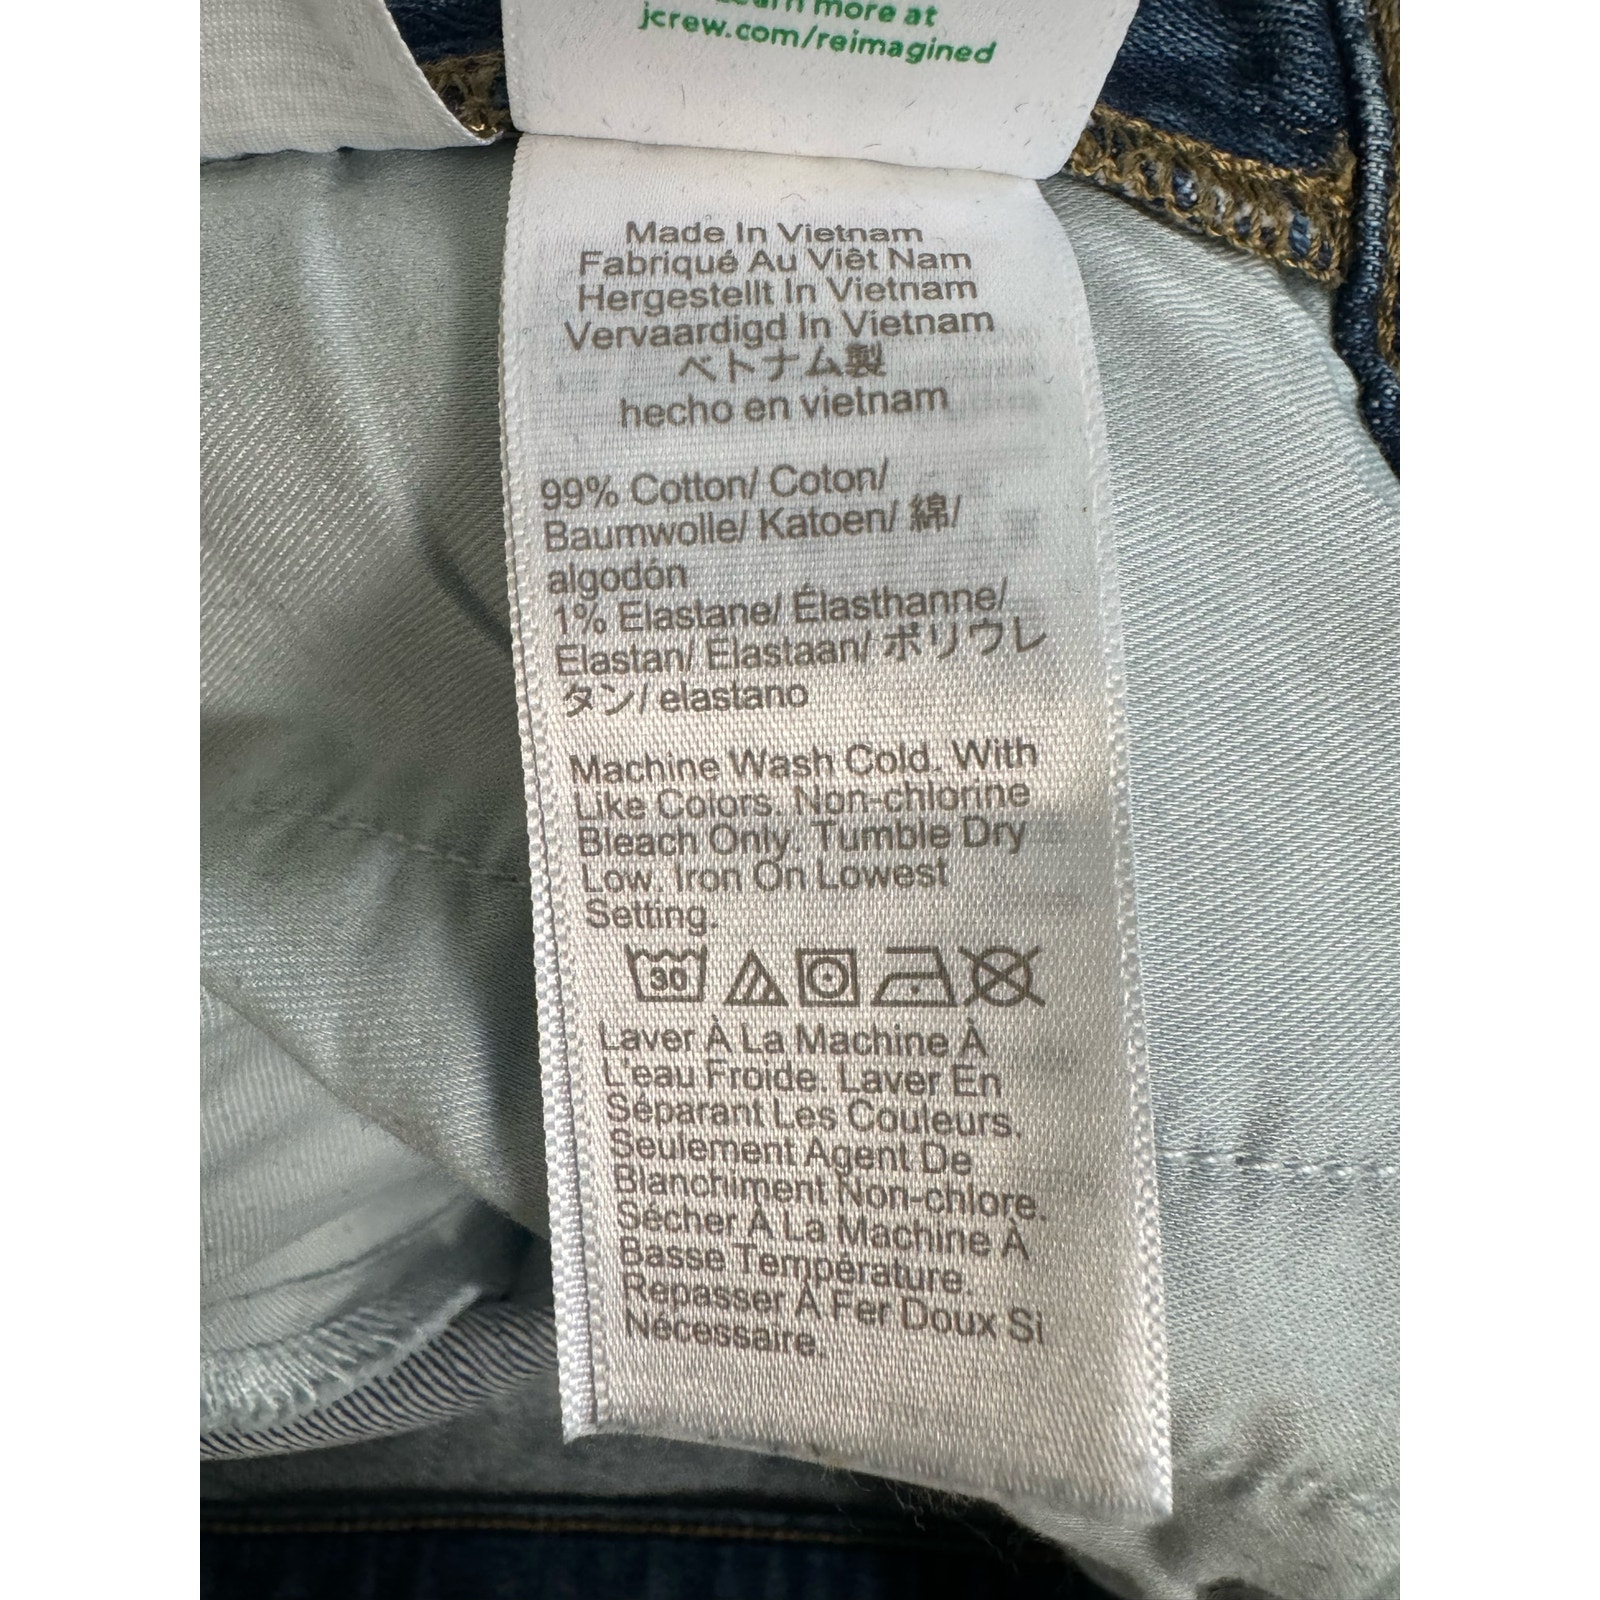 Learn more at
jcrew.com/reimagined
Made In Vietnam
Fabriqué Au Viêt Nam
Hergestellt In Vietnam
Vervaardigd In Vietnam
ベトナム製
hecho en vietnam
99% Cotton/ Coton/
Baumwolle/ Katoen/ 綿/
algodón
1% Elastane/ Élasthanne/
Elastan/ Elastaan/ ポリウレ
タン/ elastano
Machine Wash Cold. With
Like Colors. Non-chlorine
Bleach Only. Tumble Dry
Low. Iron On Lowest
Setting.
30
Laver À La Machine À
L'eau Froide. Laver En
Séparant Les Couleurs.
Seulement Agent De
Blanchiment Non-chlore.
Sécher À La Machine À
Basse Température.
Repasser À Fer Doux Si
Nécessaire.